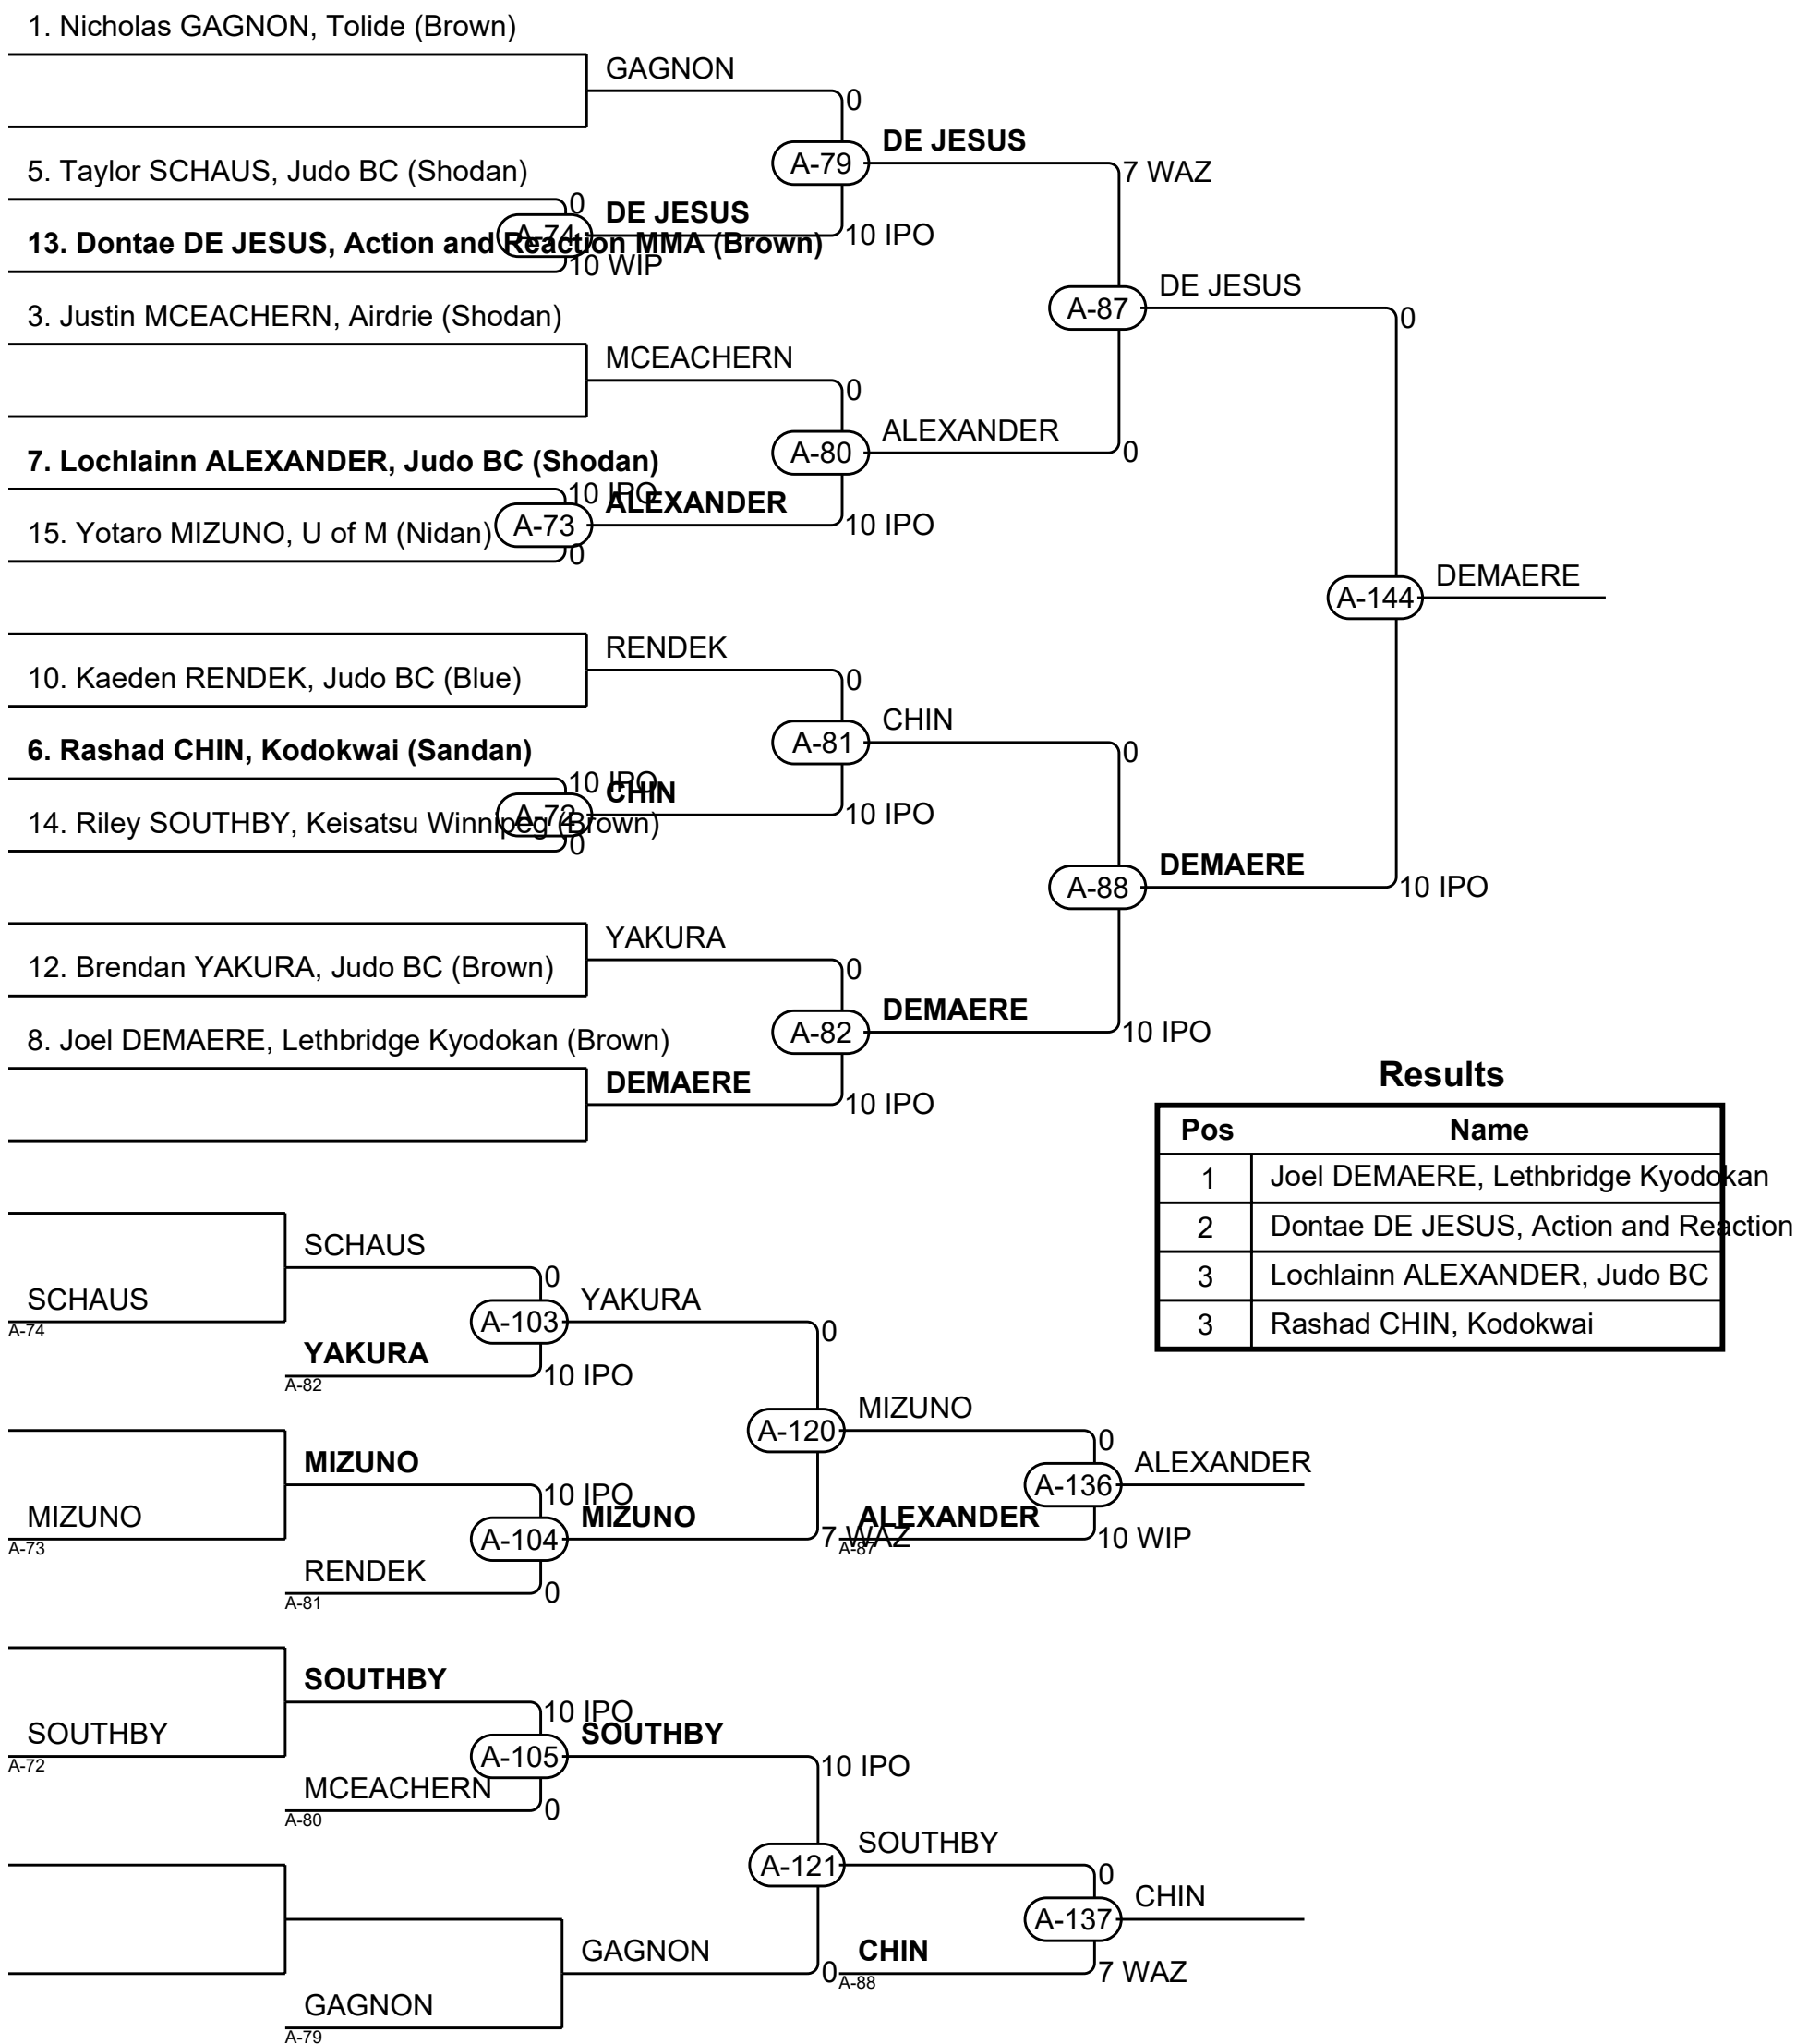 1. Nicholas GAGNON, Tolide (Brown)
GAGNON
0
A-79
DE JESUS
7 WAZ
5. Taylor SCHAUS, Judo BC (Shodan)
0
A-74
DE JESUS
10 IPO
13. Dontae DE JESUS, Action and Reaction MMA (Brown)
10 WIP
A-87
DE JESUS
0
3. Justin MCEACHERN, Airdrie (Shodan)
MCEACHERN
0
A-80
ALEXANDER
0
7. Lochlainn ALEXANDER, Judo BC (Shodan)
10 IPO
A-73
ALEXANDER
10 IPO
15. Yotaro MIZUNO, U of M (Nidan)
0
A-144
DEMAERE
RENDEK
0
10. Kaeden RENDEK, Judo BC (Blue)
A-81
CHIN
0
6. Rashad CHIN, Kodokwai (Sandan)
10 IPO
A-72
CHIN
10 IPO
14. Riley SOUTHBY, Keisatsu Winnipeg (Brown)
0
A-88
DEMAERE
10 IPO
YAKURA
0
12. Brendan YAKURA, Judo BC (Brown)
A-82
DEMAERE
10 IPO
8. Joel DEMAERE, Lethbridge Kyodokan (Brown)
DEMAERE
10 IPO
Results
Pos Name
1 Joel DEMAERE, Lethbridge Kyodokan
2 Dontae DE JESUS, Action and Reaction
3 Lochlainn ALEXANDER, Judo BC
3 Rashad CHIN, Kodokwai
SCHAUS
0
SCHAUS
A-74
A-103
YAKURA
0
YAKURA
A-82
10 IPO
A-120
MIZUNO
0
MIZUNO
10 IPO
MIZUNO
A-73
A-104
MIZUNO
7 WAZ
RENDEK
A-81
0
A-136
ALEXANDER
ALEXANDER
A-87
10 WIP
SOUTHBY
10 IPO
SOUTHBY
A-72
A-105
SOUTHBY
10 IPO
MCEACHERN
A-80
0
A-121
SOUTHBY
0
A-137
CHIN
GAGNON
0
CHIN
A-88
7 WAZ
GAGNON
A-79